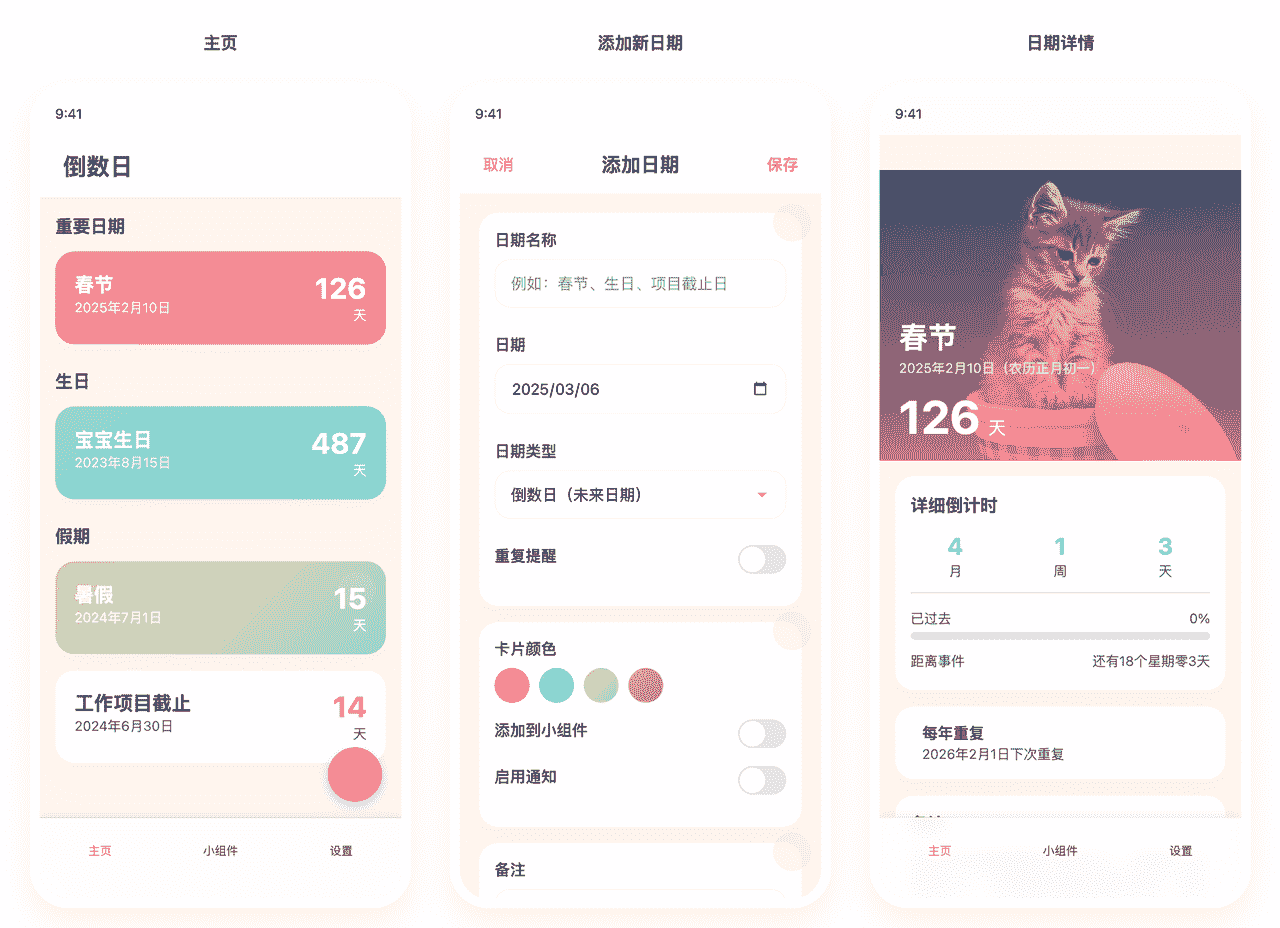 主页
添加新日期
日期详情
9:41
倒数日
重要日期
春节
2025年2月10日
126
天
生日
宝宝生日
2023年8月15日
487
天
假期
暑假
2024年7月1日
15
天
工作项目截止
2024年6月30日
14
天
主页
小组件
设置
9:41
取消
添加日期
保存
日期名称
例如：春节、生日、项目截止日
日期
2025/03/06
日期类型
倒数日（未来日期）
重复提醒
卡片颜色
添加到小组件
启用通知
备注
9:41
春节
2025年2月10日（农历正月初一）
126 天
详细倒计时
4
月
1
周
3
天
已过去
0%
距离事件
还有18个星期零3天
每年重复
2026年2月1日下次重复
主页
小组件
设置